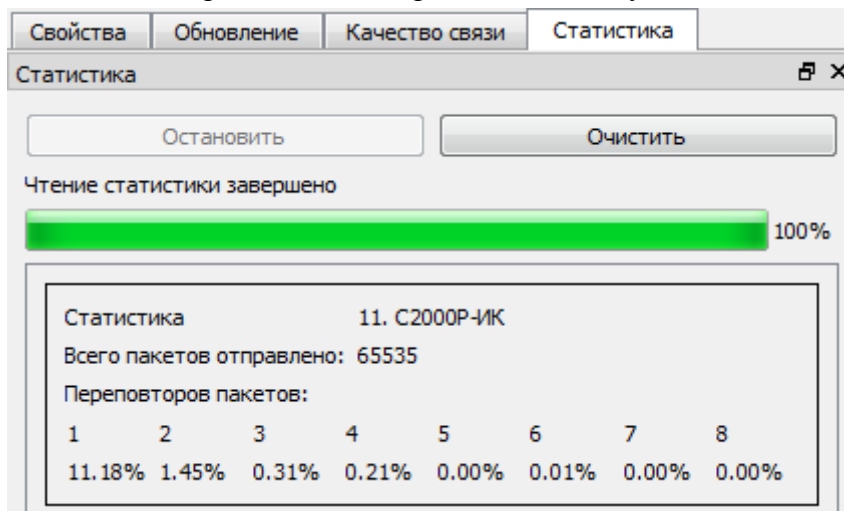 Свойства Обновление Качество связи Статистика
Статистика
Остановить Очистить
Чтение статистики завершено
100%
Статистика 11. С2000Р-ИК
Всего пакетов отправлено: 65535
Переповторов пакетов:
1 2 3 4 5 6 7 8
11.18% 1.45% 0.31% 0.21% 0.00% 0.01% 0.00% 0.00%